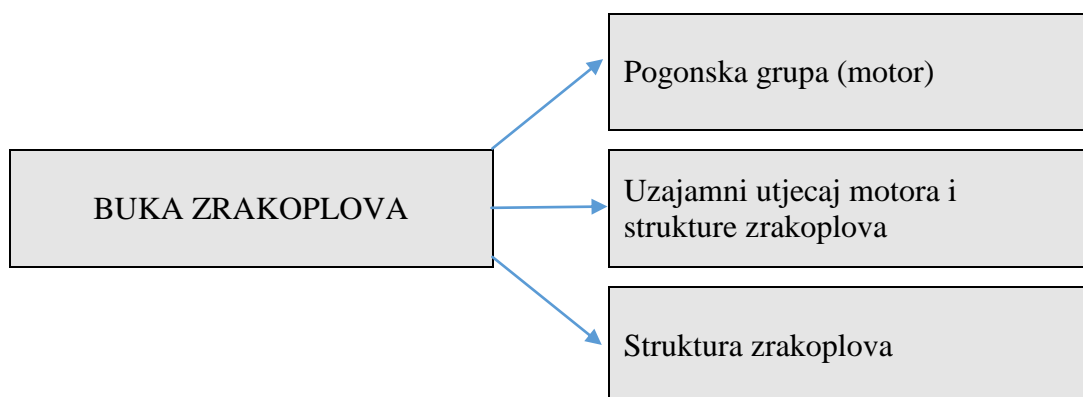 BUKA ZRAKOPLOVA
Pogonska grupa (motor)
Uzajamni utjecaj motora i
strukture zrakoplova
Struktura zrakoplova